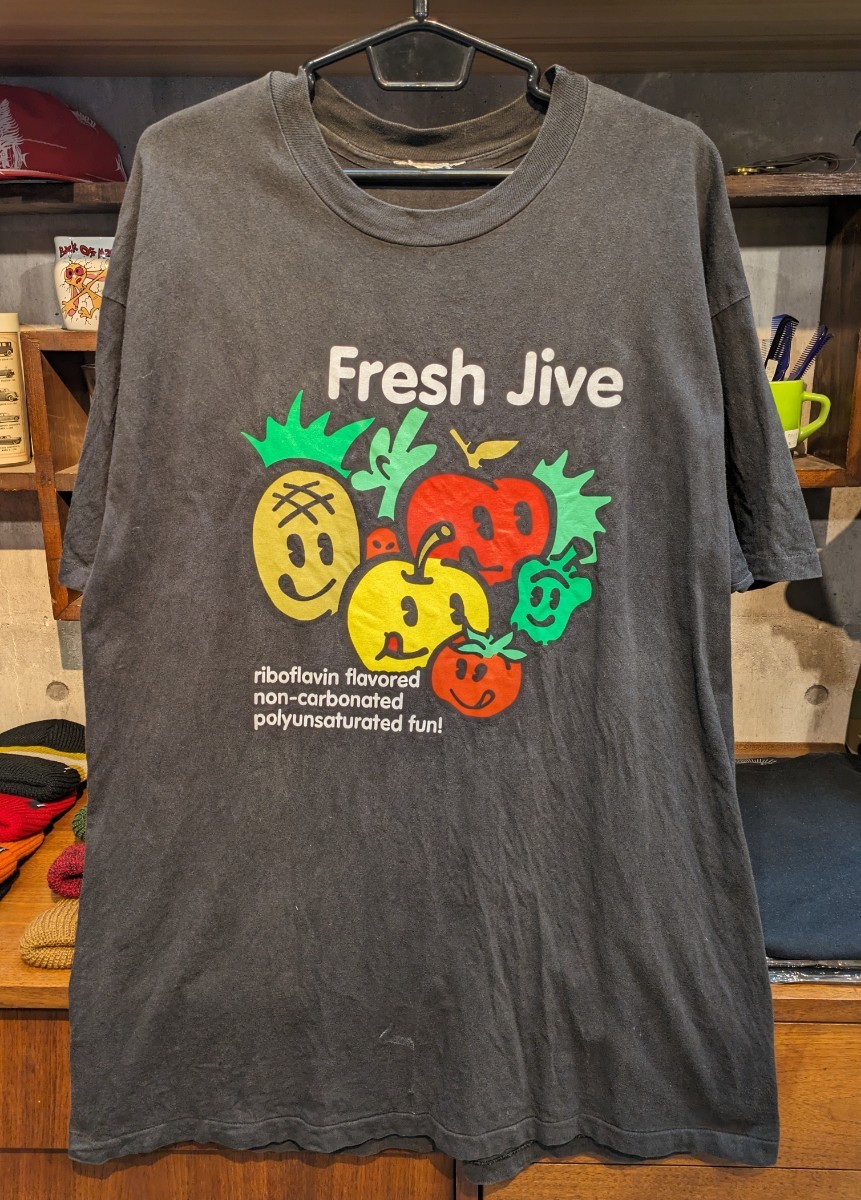 Fresh Jive
riboflavin flavored
non-carbonated
polyunsaturated fun!